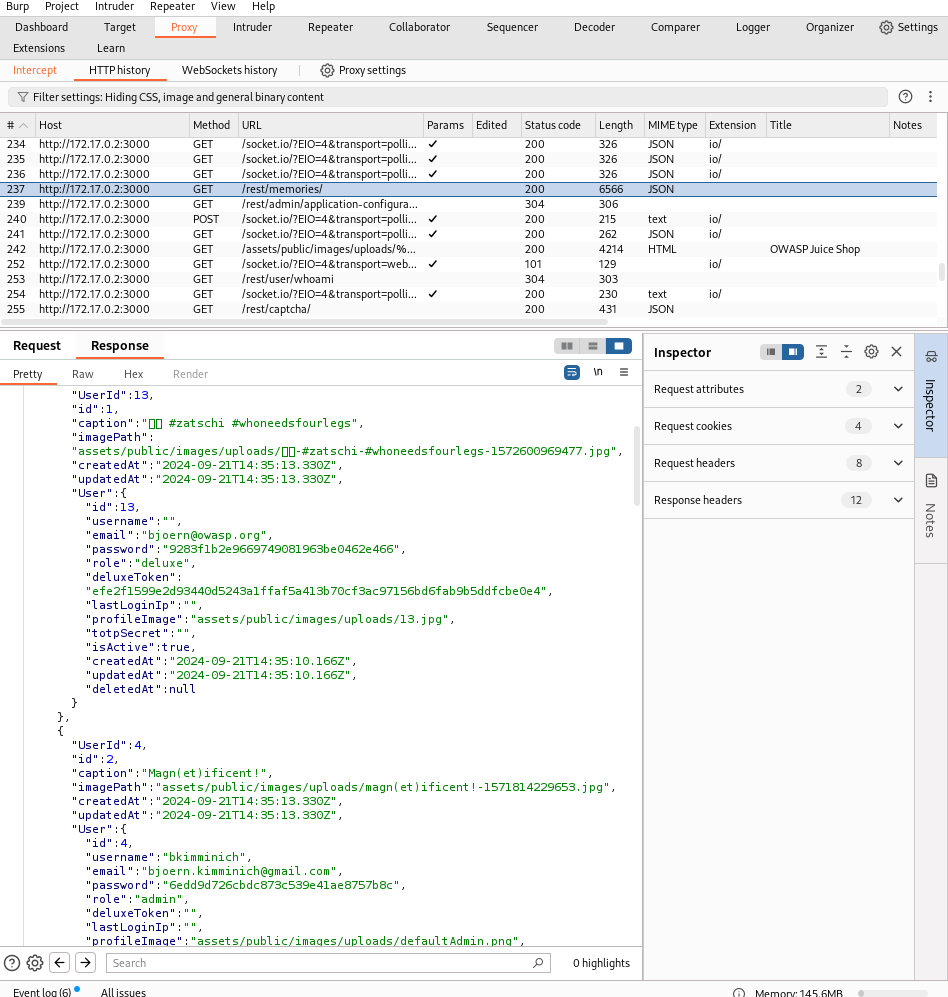 Burp Project Intruder Repeater View Help
Dashboard Target Proxy Intruder Repeater Collaborator Sequencer Decoder Comparer Logger Organizer Settings
Extensions Learn
Intercept HTTP history WebSockets history Proxy settings
Filter settings: Hiding CSS, image and general binary content
# Host Method URL Params Edited Status code Length MIME type Extension Title Notes
234 http://172.17.0.2:3000 GET /socket.io/?EIO=4&transport=polli... ✓ 200 326 JSON io/
235 http://172.17.0.2:3000 GET /socket.io/?EIO=4&transport=polli... ✓ 200 326 JSON io/
236 http://172.17.0.2:3000 GET /socket.io/?EIO=4&transport=polli... ✓ 200 326 JSON io/
237 http://172.17.0.2:3000 GET /rest/memories/ 200 6566 JSON
239 http://172.17.0.2:3000 GET /rest/admin/application-configura... 304 306
240 http://172.17.0.2:3000 POST /socket.io/?EIO=4&transport=polli... ✓ 200 215 text io/
241 http://172.17.0.2:3000 GET /socket.io/?EIO=4&transport=polli... ✓ 200 262 JSON io/
242 http://172.17.0.2:3000 GET /assets/public/images/uploads/%... 200 4214 HTML OWASP Juice Shop
252 http://172.17.0.2:3000 GET /socket.io/?EIO=4&transport=web... ✓ 101 129 io/
253 http://172.17.0.2:3000 GET /rest/user/whoami 304 303
254 http://172.17.0.2:3000 GET /socket.io/?EIO=4&transport=polli... ✓ 200 230 text io/
255 http://172.17.0.2:3000 GET /rest/captcha/ 200 431 JSON
Request Response
Pretty Raw Hex Render \n
"UserId":13,
"id":1,
"caption":"▯▯ #zatschi #whoneedsfourlegs",
"imagePath":
"assets/public/images/uploads/▯▯-#zatschi-#whoneedsfourlegs-1572600969477.jpg",
"createdAt":"2024-09-21T14:35:13.330Z",
"updatedAt":"2024-09-21T14:35:13.330Z",
"User":{
"id":13,
"username":"",
"email":"bjoern@owasp.org",
"password":"9283f1b2e9669749081963be0462e466",
"role":"deluxe",
"deluxeToken":
"efe2f1599e2d93440d5243a1ffaf5a413b70cf3ac97156bd6fab9b5ddfcbe0e4",
"lastLoginIp":"",
"profileImage":"assets/public/images/uploads/13.jpg",
"totpSecret":"",
"isActive":true,
"createdAt":"2024-09-21T14:35:10.166Z",
"updatedAt":"2024-09-21T14:35:10.166Z",
"deletedAt":null
}
},
{
"UserId":4,
"id":2,
"caption":"Magn(et)ificent!",
"imagePath":"assets/public/images/uploads/magn(et)ificent!-1571814229653.jpg",
"createdAt":"2024-09-21T14:35:13.330Z",
"updatedAt":"2024-09-21T14:35:13.330Z",
"User":{
"id":4,
"username":"bkimminich",
"email":"bjoern.kimminich@gmail.com",
"password":"6edd9d726cbdc873c539e41ae8757b8c",
"role":"admin",
"deluxeToken":"",
"lastLoginIp":"",
"profileImage":"assets/public/images/uploads/defaultAdmin.png",
Search 0 highlights
Inspector
Request attributes 2
Request cookies 4
Request headers 8
Response headers 12
Inspector
Notes
Event log (6) All issues Memory: 145.6MB